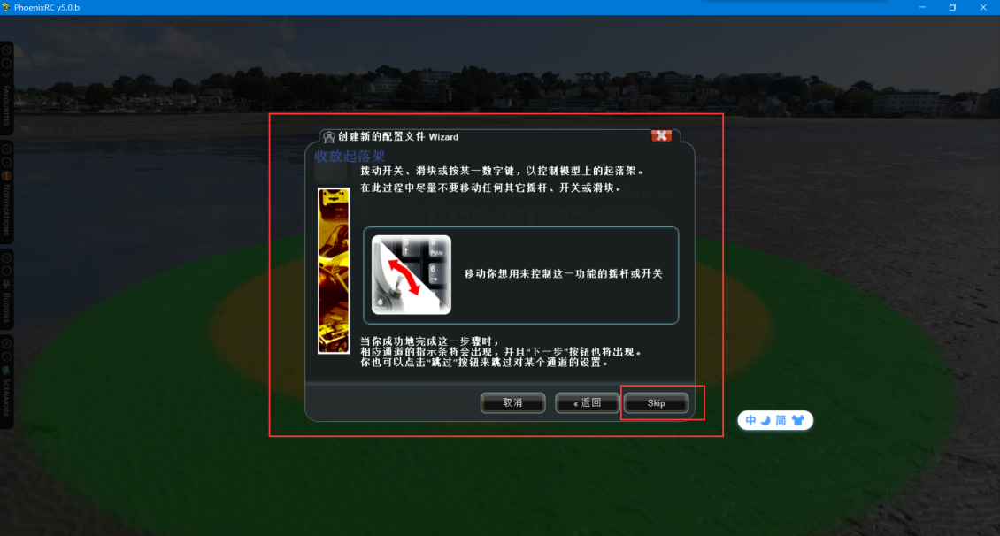 PhoenixRC v5.0.b
FAVOURITES
NOTIFICATIONS
BUDDIES
SCENARIOS
创建新的配置文件 Wizard
收放起落架
拨动开关、滑块或按某一数字键，以控制模型上的起落架。
在此过程中尽量不要移动任何其它摇杆、开关或滑块。
9
PgUp
6
移动你想用来控制这一功能的摇杆或开关
当你成功地完成这一步骤时，
相应通道的指示条将会出现，并且“下一步”按钮也将出现。
你也可以点击“跳过”按钮来跳过对某个通道的设置。
取消
« 返回
Skip
中 简